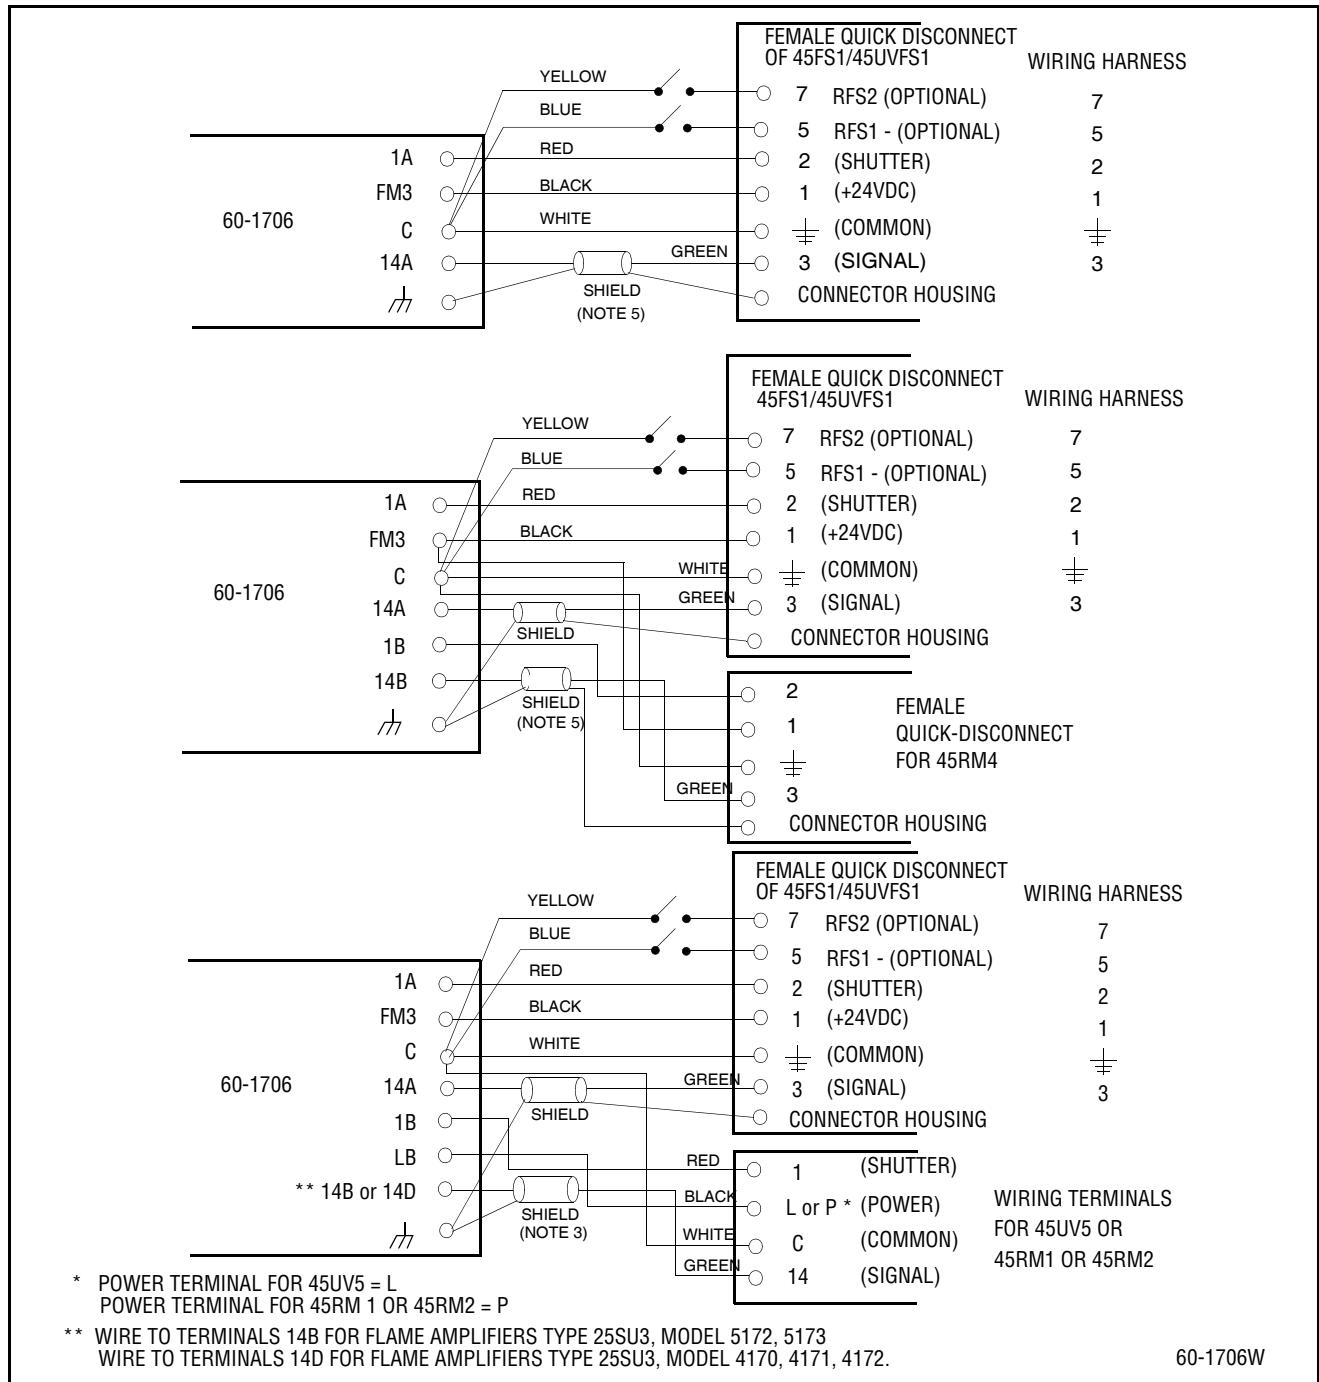 FEMALE QUICK DISCONNECT
OF 45FS1/45UVFS1
WIRING HARNESS
YELLOW
7 RFS2 (OPTIONAL) 7
BLUE
5 RFS1 - (OPTIONAL) 5
1A RED 2 (SHUTTER) 2
FM3 BLACK 1 (+24VDC) 1
60-1706
C WHITE (COMMON)
14A GREEN 3 (SIGNAL) 3
SHIELD
(NOTE 5)
CONNECTOR HOUSING
FEMALE QUICK DISCONNECT
45FS1/45UVFS1
WIRING HARNESS
YELLOW
7 RFS2 (OPTIONAL) 7
BLUE
5 RFS1 - (OPTIONAL) 5
1A RED 2 (SHUTTER) 2
FM3 BLACK 1 (+24VDC) 1
C WHITE (COMMON)
60-1706
14A GREEN 3 (SIGNAL) 3
SHIELD
CONNECTOR HOUSING
1B
14B
SHIELD
(NOTE 5)
2
1
FEMALE
QUICK-DISCONNECT
FOR 45RM4
GREEN 3
CONNECTOR HOUSING
FEMALE QUICK DISCONNECT
OF 45FS1/45UVFS1
WIRING HARNESS
YELLOW
7 RFS2 (OPTIONAL) 7
BLUE
5 RFS1 - (OPTIONAL) 5
1A RED 2 (SHUTTER) 2
FM3 BLACK 1 (+24VDC) 1
C WHITE (COMMON)
60-1706
14A GREEN 3 (SIGNAL) 3
SHIELD
CONNECTOR HOUSING
1B
LB
** 14B or 14D
SHIELD
(NOTE 3)
RED 1 (SHUTTER)
BLACK L or P * (POWER)
WHITE C (COMMON)
GREEN 14 (SIGNAL)
WIRING TERMINALS
FOR 45UV5 OR
45RM1 OR 45RM2
* POWER TERMINAL FOR 45UV5 = L
POWER TERMINAL FOR 45RM 1 OR 45RM2 = P
** WIRE TO TERMINALS 14B FOR FLAME AMPLIFIERS TYPE 25SU3, MODEL 5172, 5173
WIRE TO TERMINALS 14D FOR FLAME AMPLIFIERS TYPE 25SU3, MODEL 4170, 4171, 4172.
60-1706W